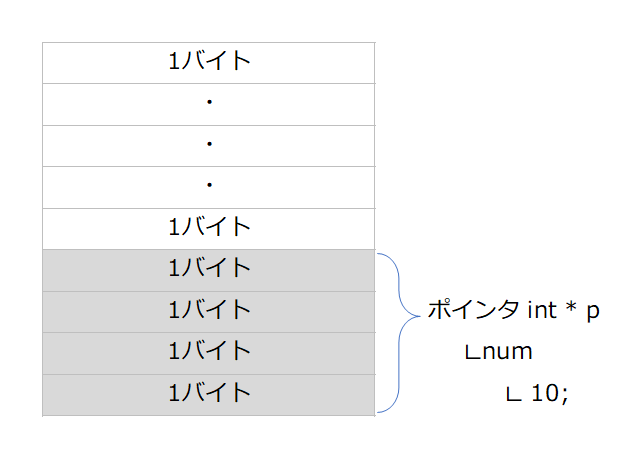 1バイト
・
・
・
1バイト
1バイト
1バイト
1バイト
1バイト
ポインタ int * p
∟num
∟ 10;